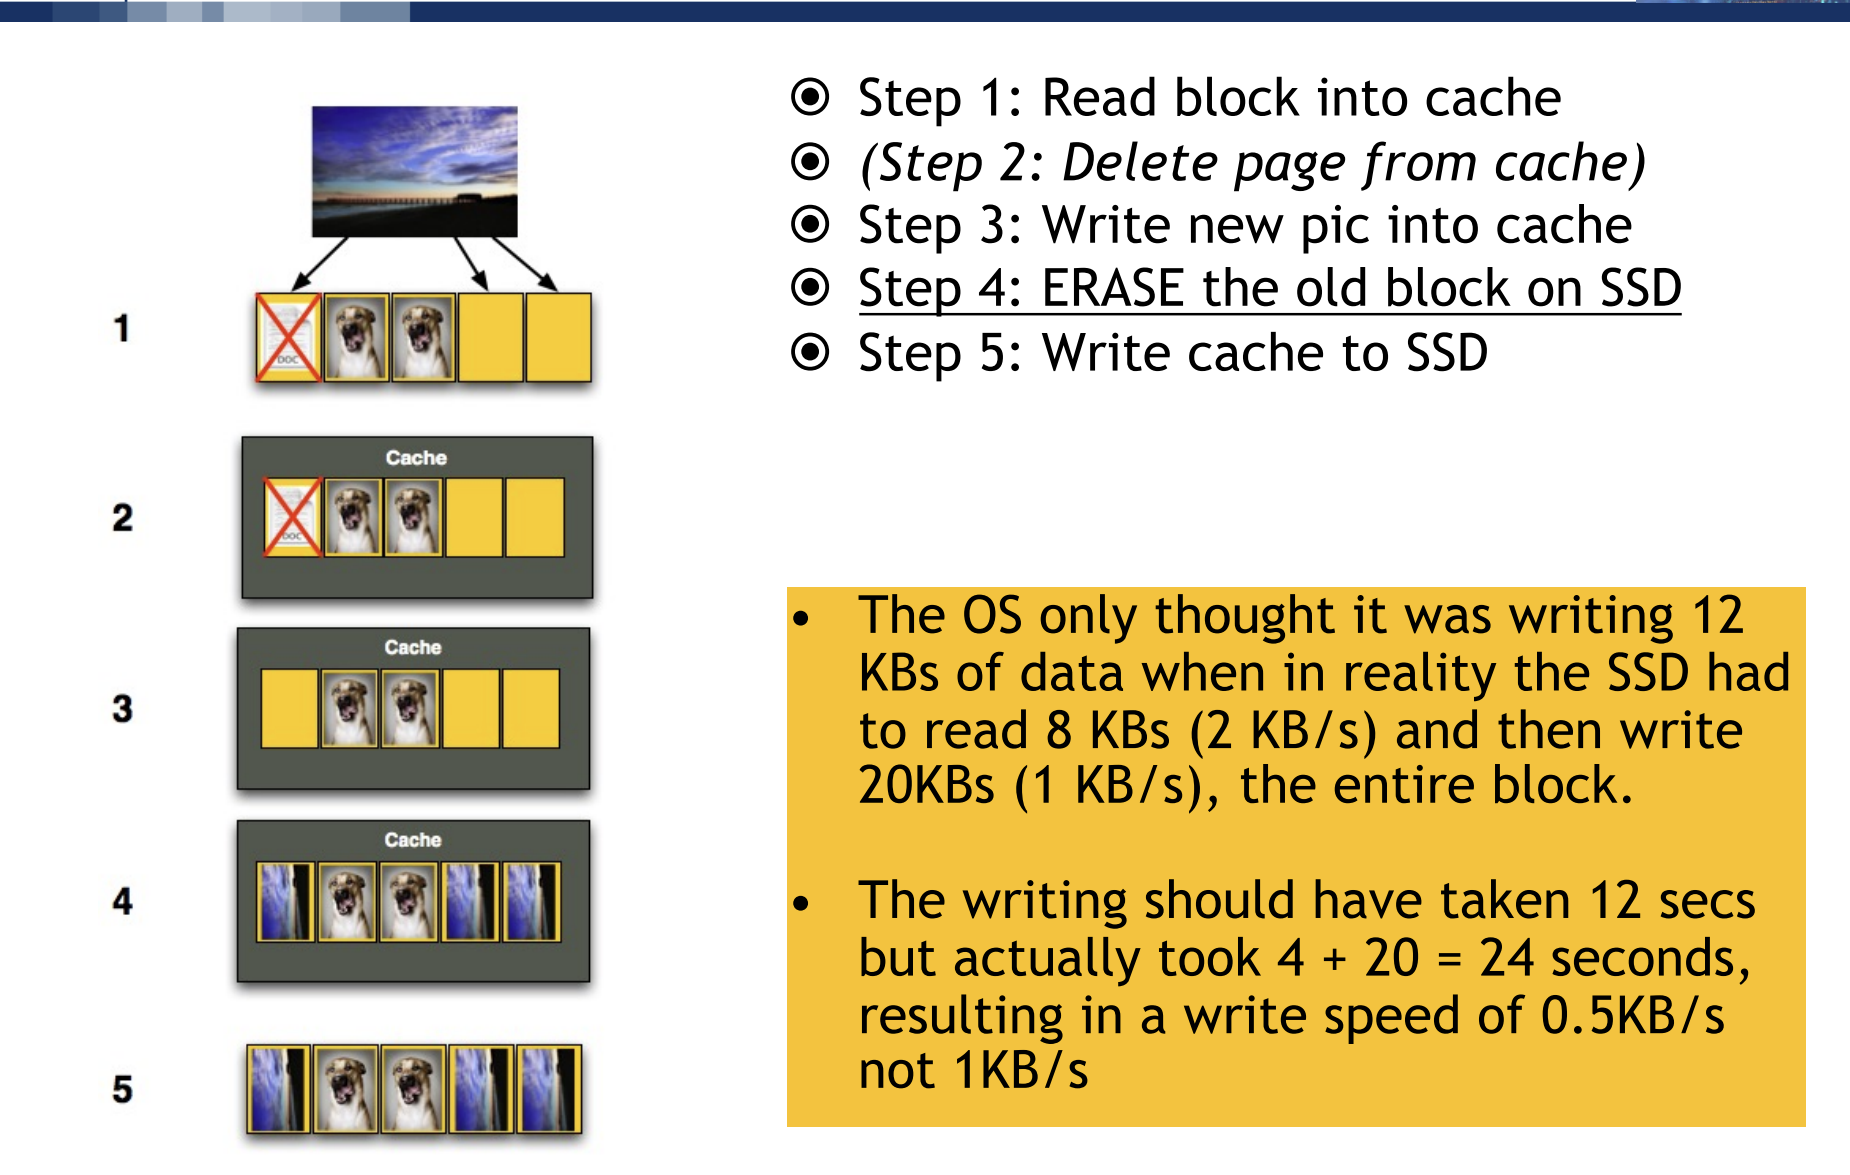 Step 1: Read block into cache
(Step 2: Delete page from cache)
Step 3: Write new pic into cache
Step 4: ERASE the old block on SSD
Step 5: Write cache to SSD
1
DOC
2
Cache
DOC
3
Cache
4
Cache
5
• The OS only thought it was writing 12
KBs of data when in reality the SSD had
to read 8 KBs (2 KB/s) and then write
20KBs (1 KB/s), the entire block.
• The writing should have taken 12 secs
but actually took 4 + 20 = 24 seconds,
resulting in a write speed of 0.5KB/s
not 1KB/s